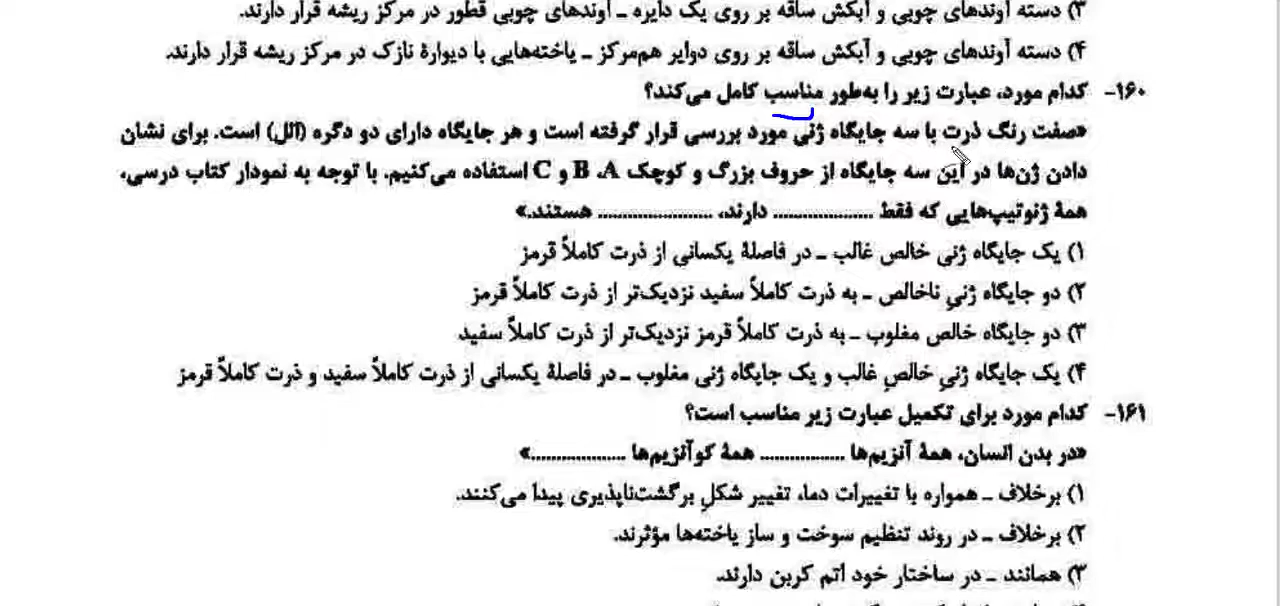 ۳) دسته آوندهای چوبی و آبکش ساقه بر روی یک دایره ـ آوندهای چوبی قطور در مرکز ریشه قرار دارند.
۴) دسته آوندهای چوبی و آبکش ساقه بر روی دوایر هم‌مرکز ـ یاخته‌هایی با دیوارهٔ نازک در مرکز ریشه قرار دارند.
۱۶۰- کدام مورد، عبارت زیر را به‌طور مناسب کامل می‌کند؟
«صفت رنگ ذرت با سه جایگاه ژنی مورد بررسی قرار گرفته است و هر جایگاه دارای دو دگره (الل) است. برای نشان
دادن ژن‌ها در این سه جایگاه از حروف بزرگ و کوچک A، B و C استفاده می‌کنیم. با توجه به نمودار کتاب درسی،
همهٔ ژنوتیپ‌هایی که فقط .................... دارند، ....................... هستند.»
۱) یک جایگاه ژنی خالص غالب ـ در فاصلهٔ یکسانی از ذرت کاملاً قرمز
۲) دو جایگاه ژنیِ ناخالص ـ به ذرت کاملاً سفید نزدیک‌تر از ذرت کاملاً قرمز
۳) دو جایگاه خالص مغلوب ـ به ذرت کاملاً قرمز نزدیک‌تر از ذرت کاملاً سفید
۴) یک جایگاه ژنیِ خالصِ غالب و یک جایگاه ژنی مغلوب ـ در فاصلهٔ یکسانی از ذرت کاملاً سفید و ذرت کاملاً قرمز
۱۶۱- کدام مورد برای تکمیل عبارت زیر مناسب است؟
«در بدن انسان، همهٔ آنزیم‌ها ................. همهٔ کوآنزیم‌ها ...................»
۱) برخلاف ـ همواره با تغییرات دما، تغییر شکلِ برگشت‌ناپذیری پیدا می‌کنند.
۲) برخلاف ـ در روند تنظیم سوخت و ساز یاخته‌ها مؤثرند.
۳) همانند ـ در ساختار خود اتم کربن دارند.